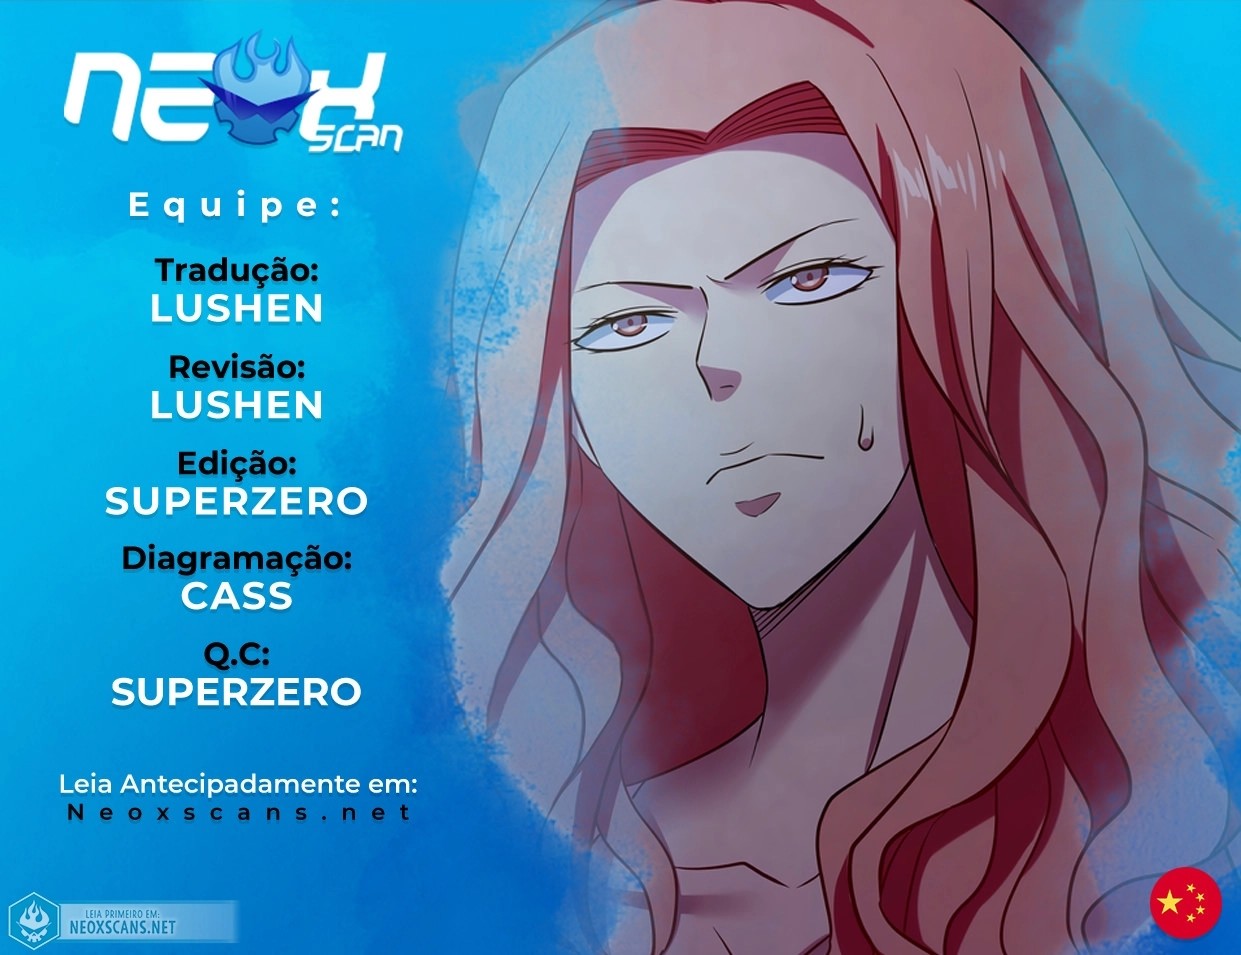 NEOX
SCAN
Equipe:
Tradução:
LUSHEN
Revisão:
LUSHEN
Edição:
SUPERZERO
Diagramação:
CASS
Q.C:
SUPERZERO
Leia Antecipadamente em:
Neoxscans.net
LEIA PRIMEIRO EM:
NEOXSCANS.NET